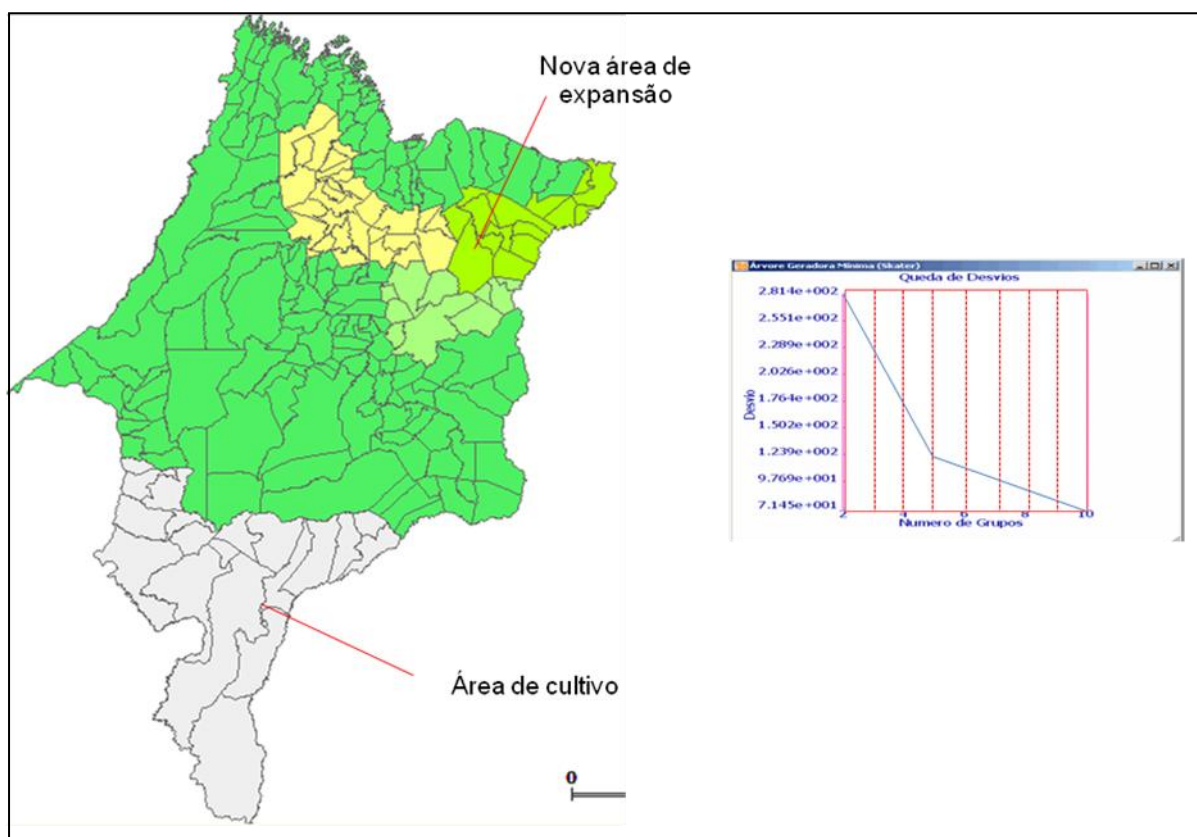 Nova área de
expansão
Área de cultivo
0
Árvore Geradora Mínima (Skater)
Queda de Desvios
2.814e+002
2.551e+002
2.289e+002
2.026e+002
1.764e+002
1.502e+002
1.239e+002
9.769e+001
7.145e+001
Desvio
2 4 6 8 10
Numero de Grupos